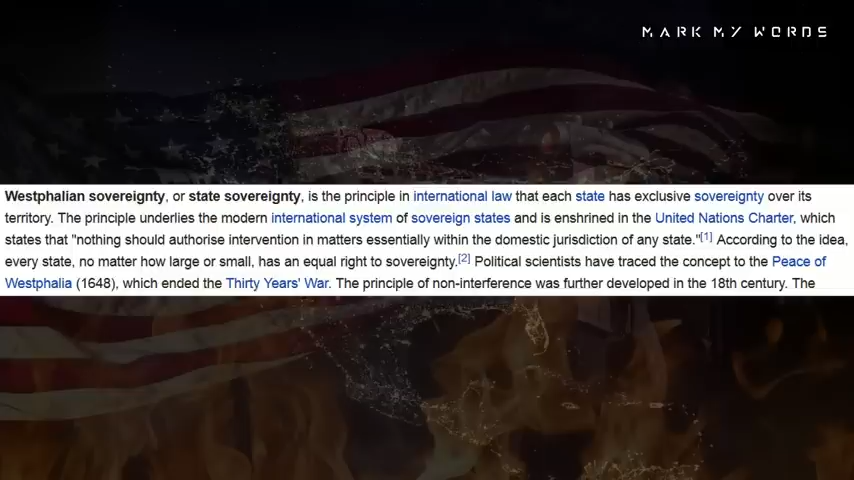 MARK MY WORDS
Westphalian sovereignty, or state sovereignty, is the principle in international law that each state has exclusive sovereignty over its
territory. The principle underlies the modern international system of sovereign states and is enshrined in the United Nations Charter, which
states that "nothing should authorise intervention in matters essentially within the domestic jurisdiction of any state."[1] According to the idea,
every state, no matter how large or small, has an equal right to sovereignty.[2] Political scientists have traced the concept to the Peace of
Westphalia (1648), which ended the Thirty Years' War. The principle of non-interference was further developed in the 18th century. The